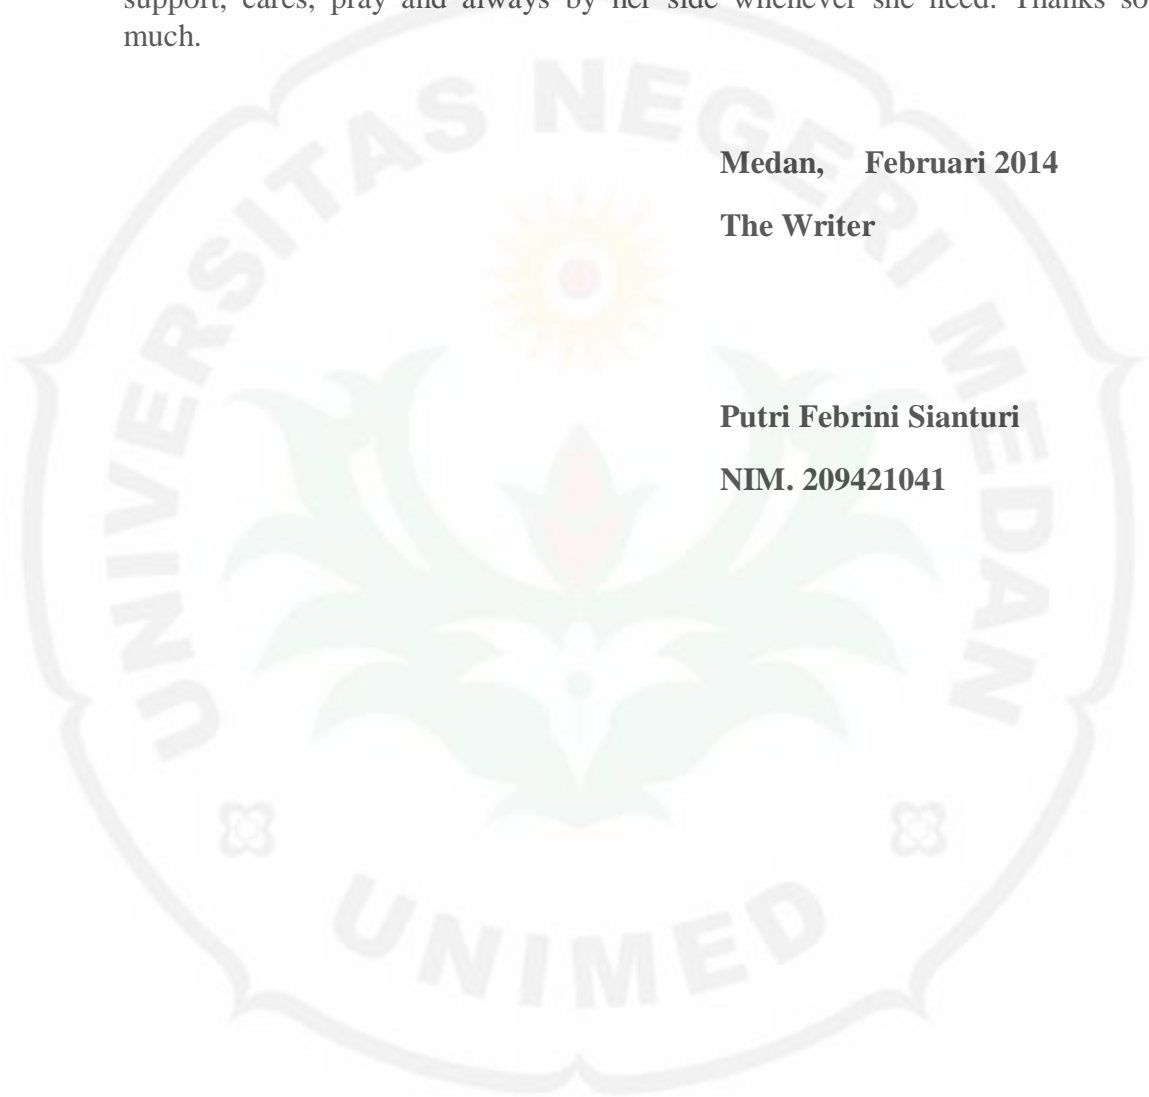 support, cares, pray and always by her side whenever she need. Thanks so
much.
Medan, Februari 2014
The Writer
Putri Febrini Sianturi
NIM. 209421041
UNIVERSITAS NEGERI MEDAN
UNIMED